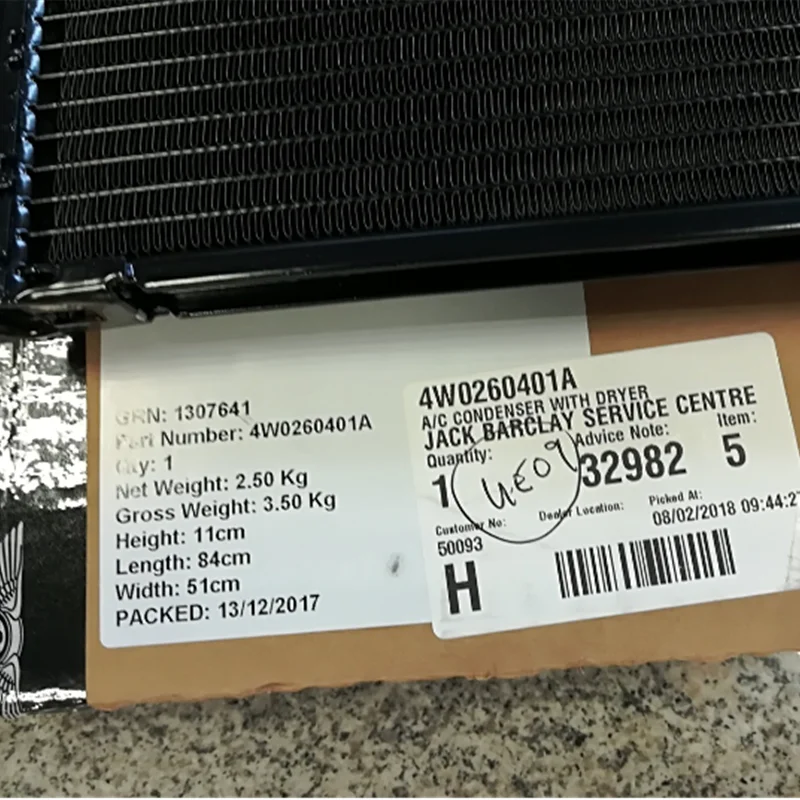 GRN: 1307641
Part Number: 4W0260401A
Qty: 1
Net Weight: 2.50 Kg
Gross Weight: 3.50 Kg
Height: 11cm
Length: 84cm
Width: 51cm
PACKED: 13/12/2017
4W0260401A
A/C CONDENSER WITH DRYER
JACK BARCLAY SERVICE CENTRE
Quantity: Advice Note: Item:
1 32982 5
Customer No: Dealer Location: Picked At:
50093 08/02/2018 09:44:27
H